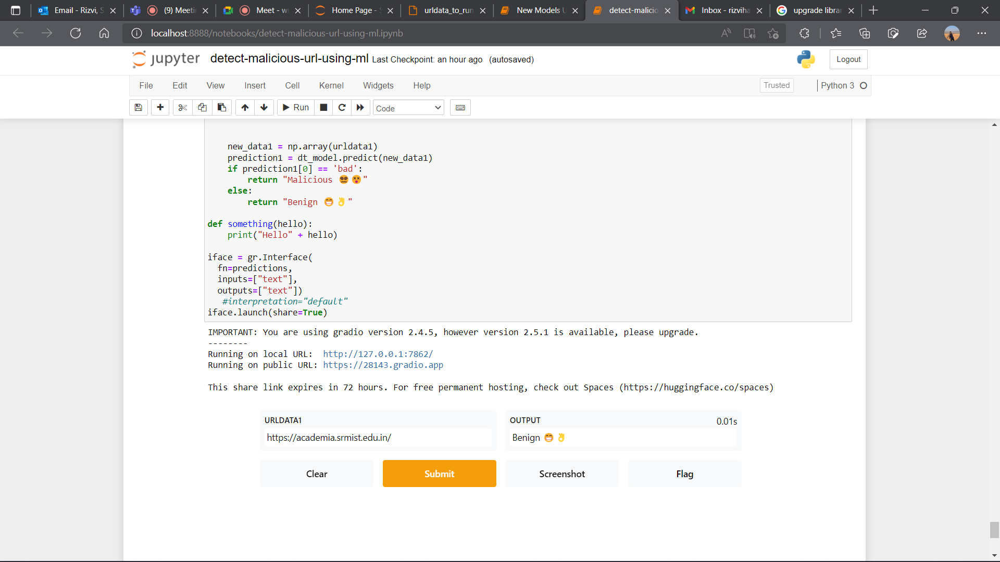 Email - Rizvi, S
(9) Meeti
Meet - w
Home Page - S
urldata_to_run
New Models U
detect-malicio
Inbox - rizviha
upgrade librar
localhost:8888/notebooks/detect-malicious-url-using-ml.ipynb
jupyter detect-malicious-url-using-ml Last Checkpoint: an hour ago (autosaved)
Logout
File Edit View Insert Cell Kernel Widgets Help
Trusted
Python 3
Run
Code
new_data1 = np.array(urldata1)
prediction1 = dt_model.predict(new_data1)
if prediction1[0] == 'bad':
return "Malicious 😵‍💫😵"
else:
return "Benign 😁👌"
def something(hello):
print("Hello" + hello)
iface = gr.Interface(
fn=predictions,
inputs=["text"],
outputs=["text"])
#interpretation="default"
iface.launch(share=True)
IMPORTANT: You are using gradio version 2.4.5, however version 2.5.1 is available, please upgrade.
--------
Running on local URL: http://127.0.0.1:7862/
Running on public URL: https://28143.gradio.app
This share link expires in 72 hours. For free permanent hosting, check out Spaces (https://huggingface.co/spaces)
URLDATA1
https://academia.srmist.edu.in/
OUTPUT 0.01s
Benign 😁👌
Clear
Submit
Screenshot
Flag